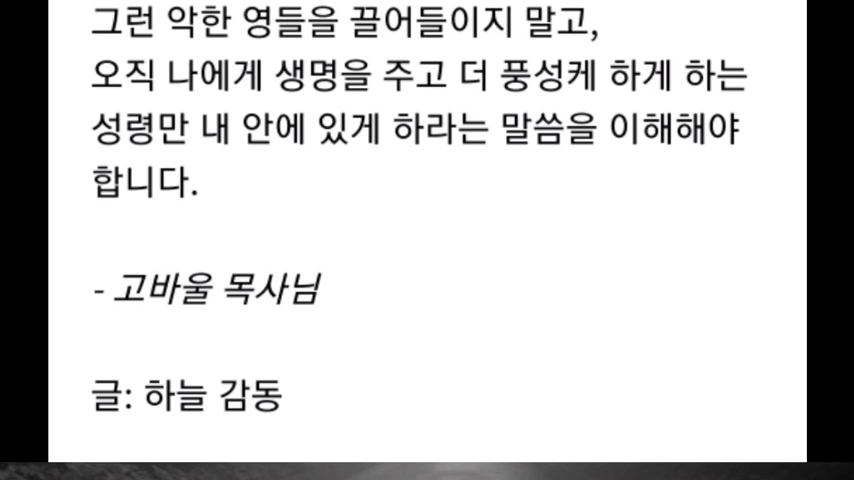 그런 악한 영들을 끌어들이지 말고,
오직 나에게 생명을 주고 더 풍성케 하게 하는
성령만 내 안에 있게 하라는 말씀을 이해해야
합니다.
- 고바울 목사님
글: 하늘 감동